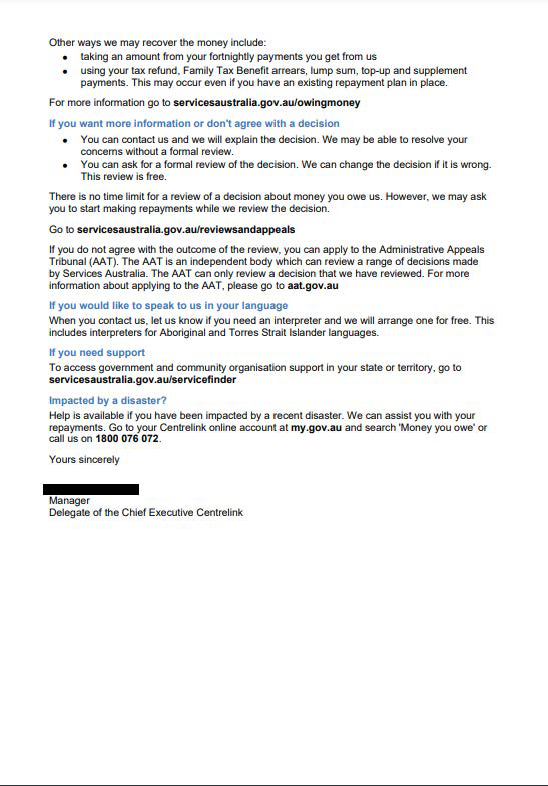 Other ways we may recover the money include:
• taking an amount from your fortnightly payments you get from us
• using your tax refund, Family Tax Benefit arrears, lump sum, top-up and supplement
payments. This may occur even if you have an existing repayment plan in place.
For more information go to servicesaustralia.gov.au/owingmoney
If you want more information or don't agree with a decision
• You can contact us and we will explain the decision. We may be able to resolve your
concerns without a formal review.
• You can ask for a formal review of the decision. We can change the decision if it is wrong.
This review is free.
There is no time limit for a review of a decision about money you owe us. However, we may ask
you to start making repayments while we review the decision.
Go to servicesaustralia.gov.au/reviewsandappeals
If you do not agree with the outcome of the review, you can apply to the Administrative Appeals
Tribunal (AAT). The AAT is an independent body which can review a range of decisions made
by Services Australia. The AAT can only review a decision that we have reviewed. For more
information about applying to the AAT, please go to aat.gov.au
If you would like to speak to us in your language
When you contact us, let us know if you need an interpreter and we will arrange one for free. This
includes interpreters for Aboriginal and Torres Strait Islander languages.
If you need support
To access government and community organisation support in your state or territory, go to
servicesaustralia.gov.au/servicefinder
Impacted by a disaster?
Help is available if you have been impacted by a recent disaster. We can assist you with your
repayments. Go to your Centrelink online account at my.gov.au and search 'Money you owe' or
call us on 1800 076 072.
Yours sincerely
Manager
Delegate of the Chief Executive Centrelink